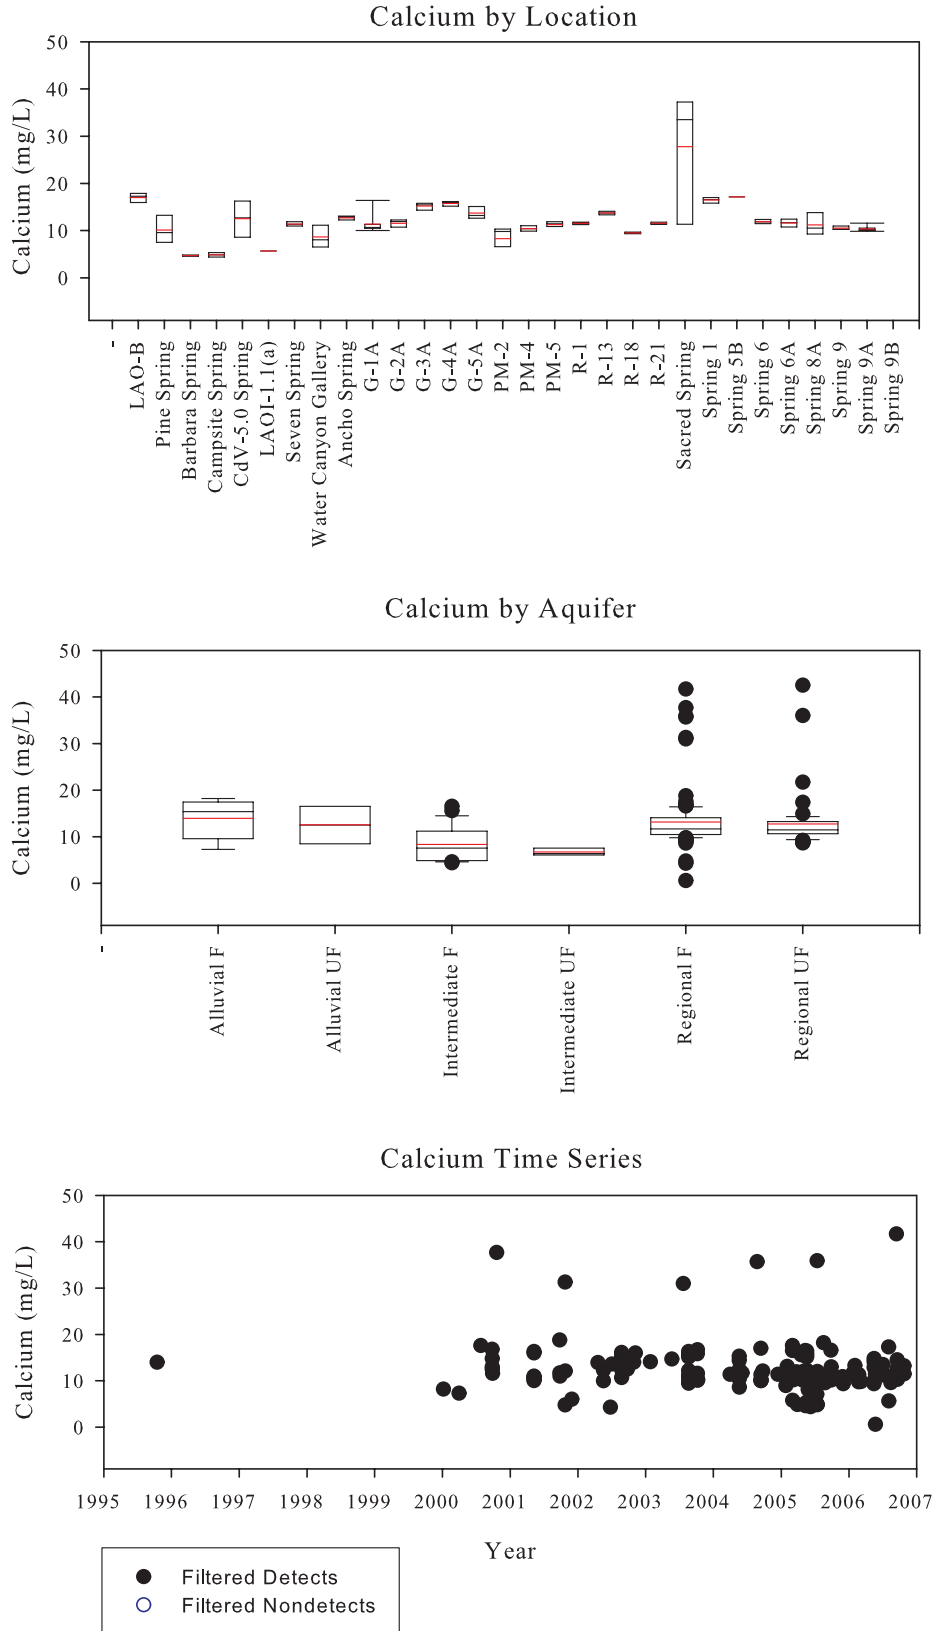 Calcium by Location
Calcium (mg/L)
50
40
30
20
10
0
-
LAO-B
Pine Spring
Barbara Spring
Campsite Spring
CdV-5.0 Spring
LAOI-1.1(a)
Seven Spring
Water Canyon Gallery
Ancho Spring
G-1A
G-2A
G-3A
G-4A
G-5A
PM-2
PM-4
PM-5
R-1
R-13
R-18
R-21
Sacred Spring
Spring 1
Spring 5B
Spring 6
Spring 6A
Spring 8A
Spring 9
Spring 9A
Spring 9B
Calcium by Aquifer
Calcium (mg/L)
50
40
30
20
10
0
-
Alluvial F
Alluvial UF
Intermediate F
Intermediate UF
Regional F
Regional UF
Calcium Time Series
Calcium (mg/L)
50
40
30
20
10
0
1995 1996 1997 1998 1999 2000 2001 2002 2003 2004 2005 2006 2007
Year
Filtered Detects
Filtered Nondetects